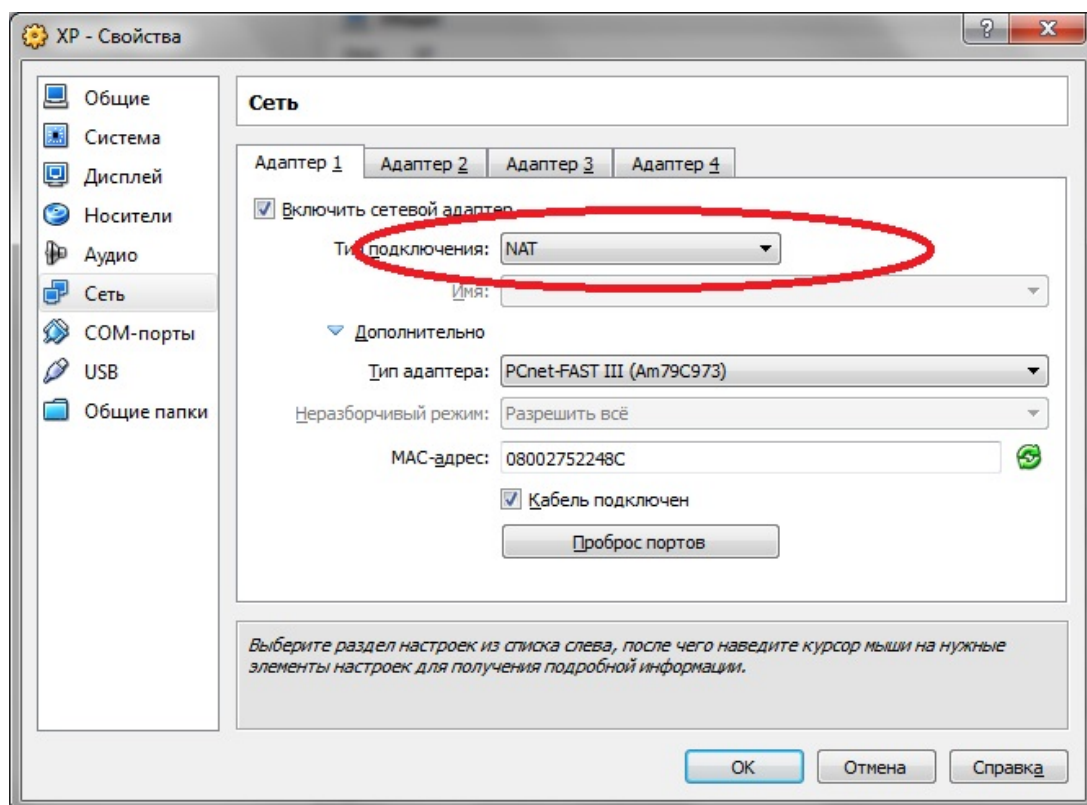 XP - Свойства
Общие
Система
Дисплей
Носители
Аудио
Сеть
COM-порты
USB
Общие папки
Сеть
Адаптер 1
Адаптер 2
Адаптер 3
Адаптер 4
Включить сетевой адаптер
Тип подключения: NAT
Имя:
Дополнительно
Тип адаптера: PCnet-FAST III (Am79C973)
Неразборчивый режим: Разрешить всё
MAC-адрес: 08002752248C
Кабель подключен
Проброс портов
Выберите раздел настроек из списка слева, после чего наведите курсор мыши на нужные
элементы настроек для получения подробной информации.
OK
Отмена
Справка